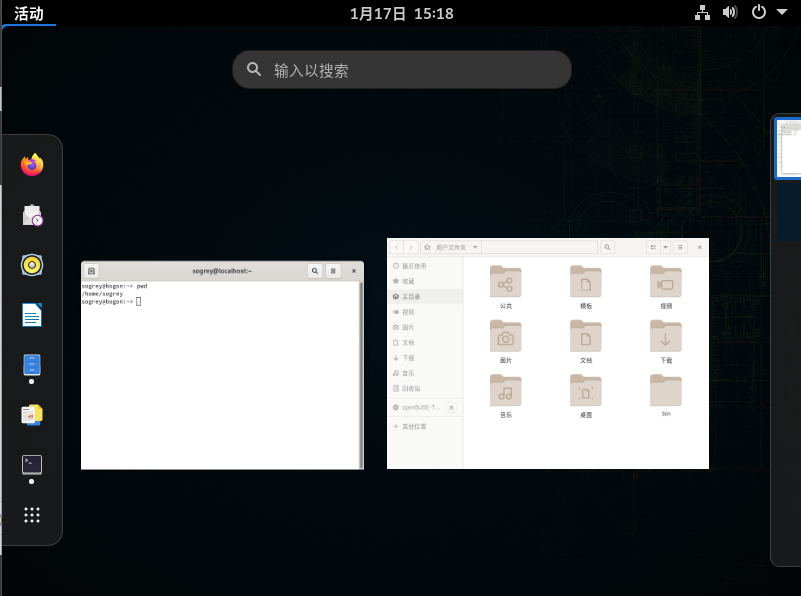 活动
1月17日 15:18
输入以搜索
sogrey@localhost:~
sogrey@bogon:~> pwd
/home/sogrey
sogrey@bogon:~>
用户文件夹
最近使用
收藏
主目录
视频
图片
文档
下载
音乐
回收站
openSUSE-T...
其他位置
公共
模板
视频
图片
文档
下载
音乐
桌面
bin